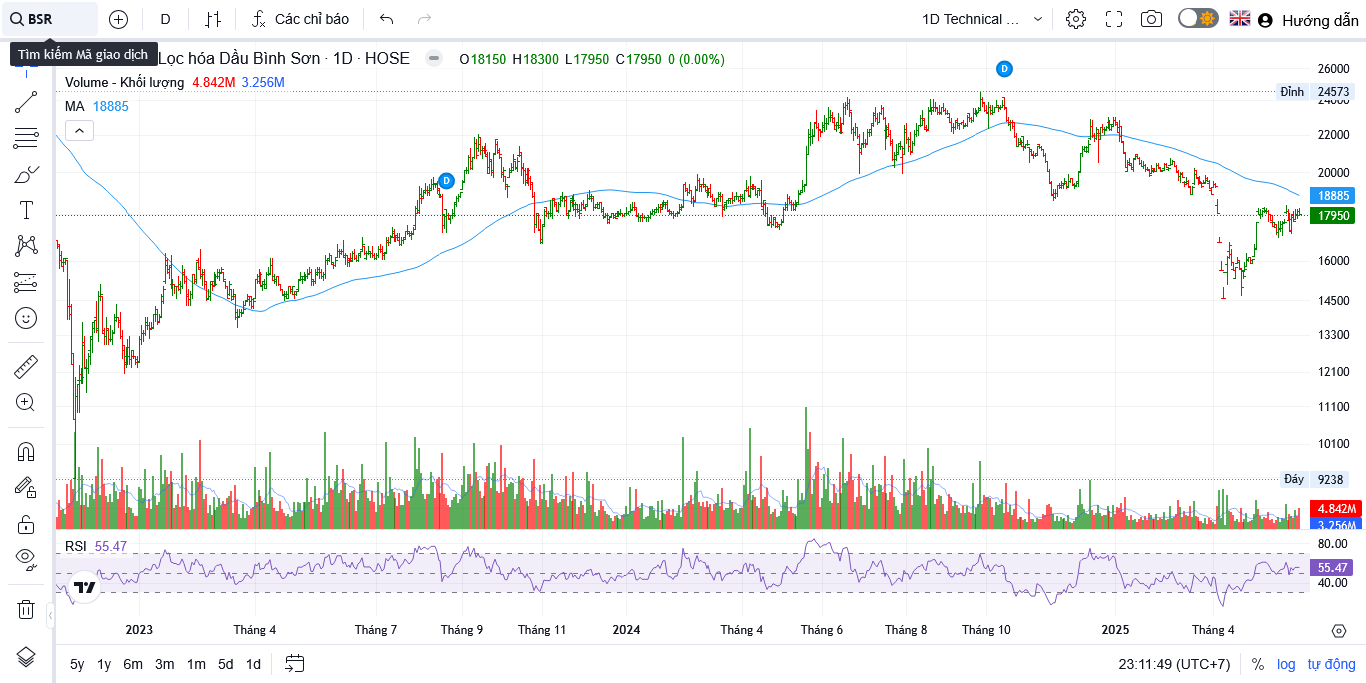 BSR
D
Các chỉ báo
1D Technical ...
Hướng dẫn
Tìm kiếm Mã giao dịch
Lọc hóa Dầu Bình Sơn · 1D · HOSE
O18150 H18300 L17950 C17950 0 (0.00%)
Volume - Khối lượng 4.842M 3.256M
MA 18885
D
D
26000
Đỉnh 24573
24000
22000
20000
18885
17950
16000
14500
13300
12100
11100
10100
Đáy 9238
4.842M
3.256M
RSI 55.47
80.00
55.47
40.00
2023 Tháng 4 Tháng 7 Tháng 9 Tháng 11 2024 Tháng 4 Tháng 6 Tháng 8 Tháng 10 2025 Tháng 4
5y 1y 6m 3m 1m 5d 1d
23:11:49 (UTC+7) % log tự động